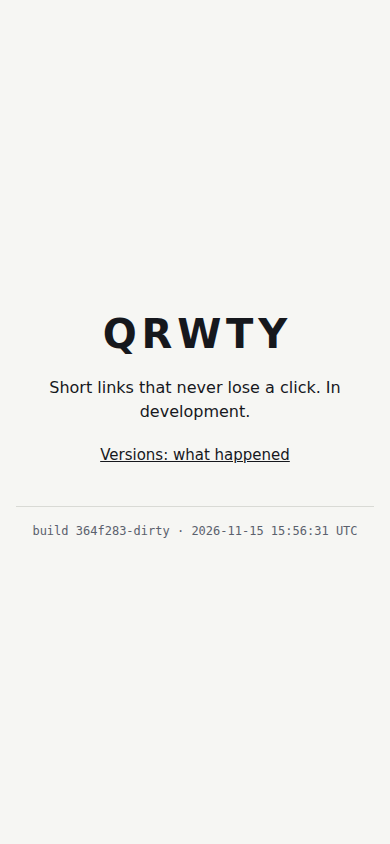 QRWTY
Short links that never lose a click. In
development.
Versions: what happened
build 364f283-dirty · 2026-11-15 15:56:31 UTC